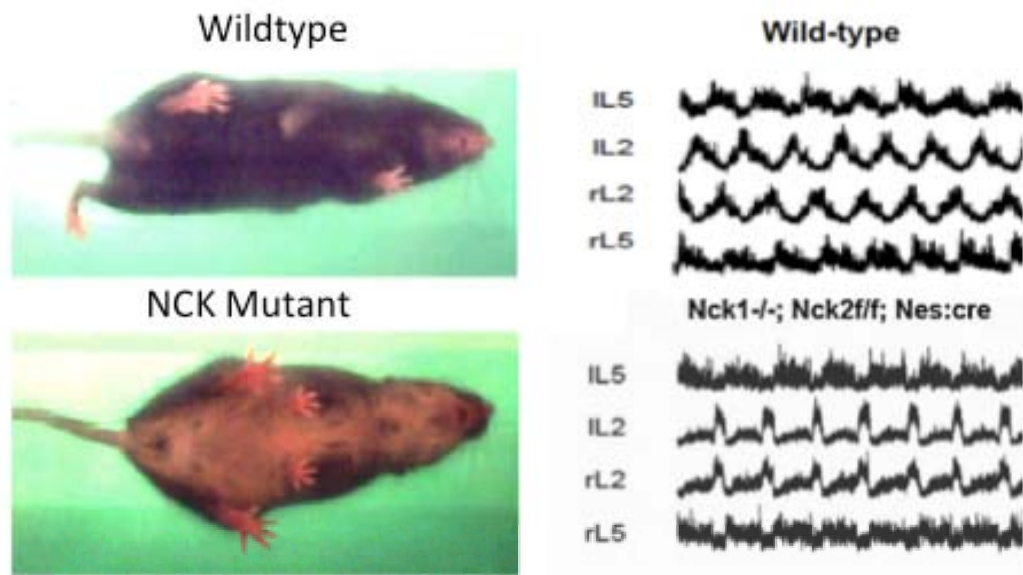 Wildtype
NCK Mutant
Wild-type
lL5
lL2
rL2
rL5
Nck1-/-; Nck2f/f; Nes:cre
lL5
lL2
rL2
rL5